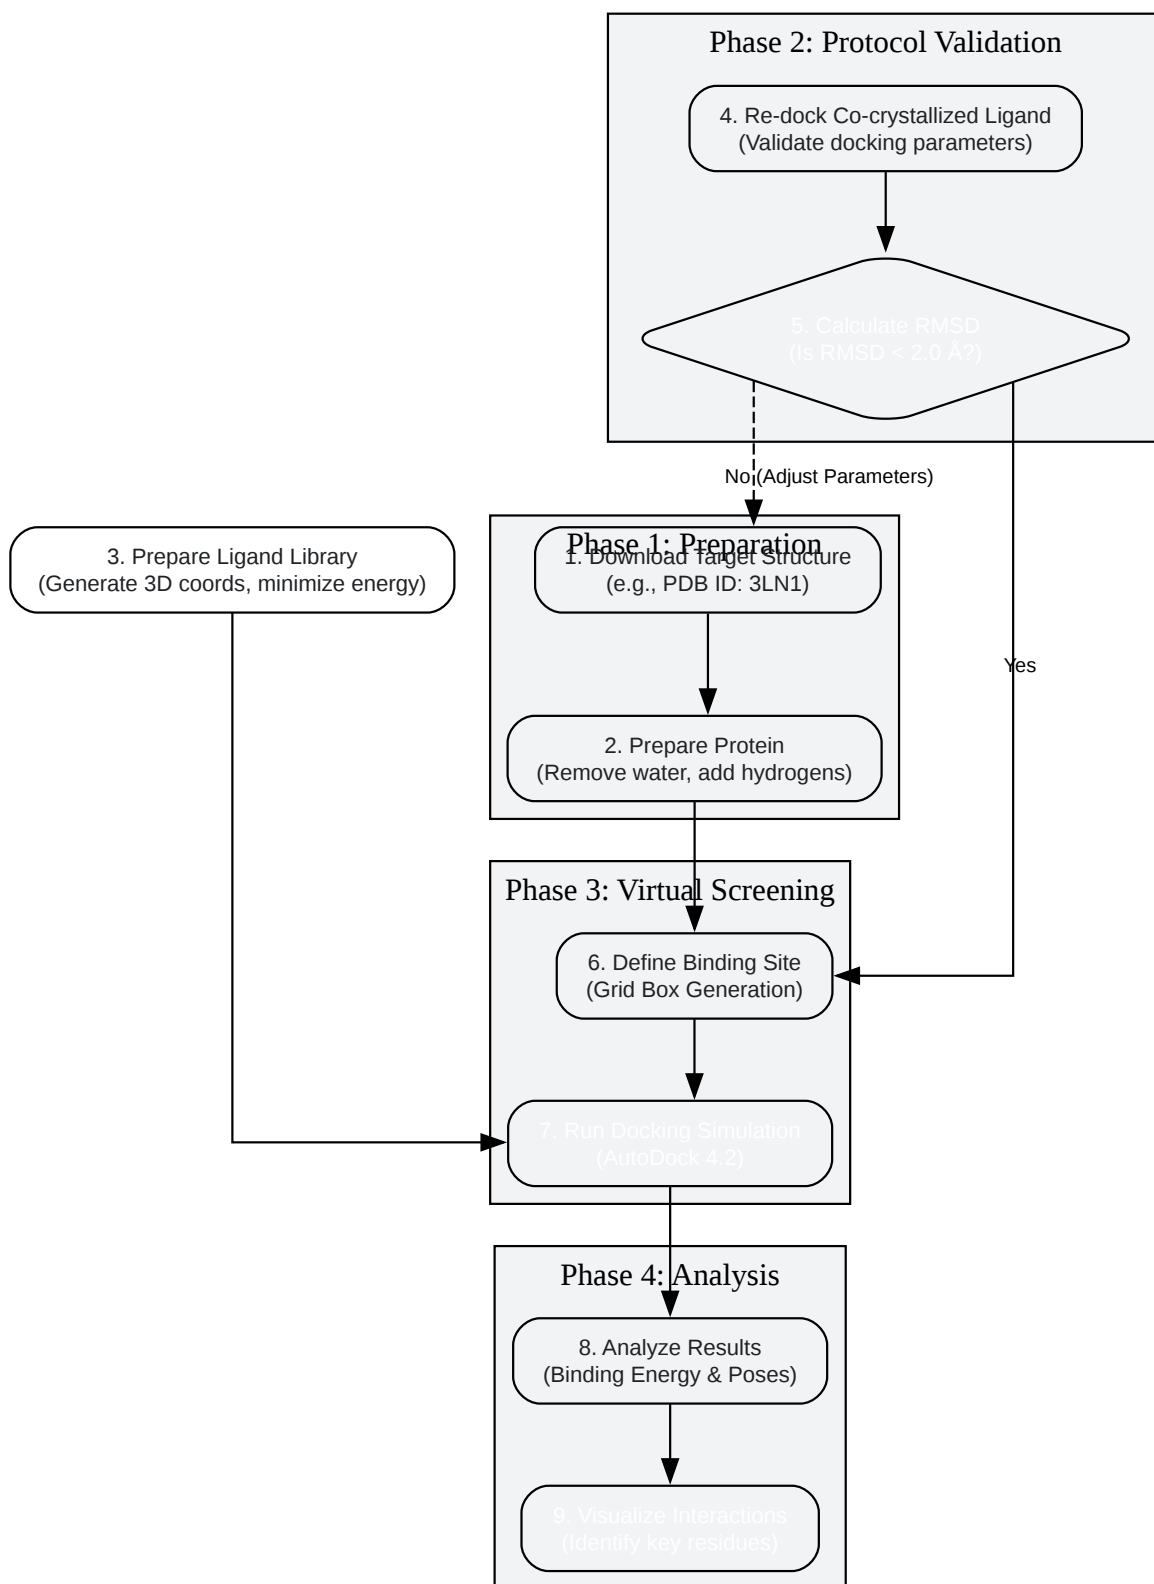 Phase 2: Protocol Validation
4. Re-dock Co-crystallized Ligand
(Validate docking parameters)
5. Calculate RMSD
(Is RMSD < 2.0 Å?)
No (Adjust Parameters)
Phase 1: Preparation
3. Prepare Ligand Library
(Generate 3D coords, minimize energy)
1. Download Target Structure
(e.g., PDB ID: 3LN1)
Yes
2. Prepare Protein
(Remove water, add hydrogens)
Phase 3: Virtual Screening
6. Define Binding Site
(Grid Box Generation)
7. Run Docking Simulation
(AutoDock 4.2)
Phase 4: Analysis
8. Analyze Results
(Binding Energy & Poses)
9. Visualize Interactions
(Identify key residues)